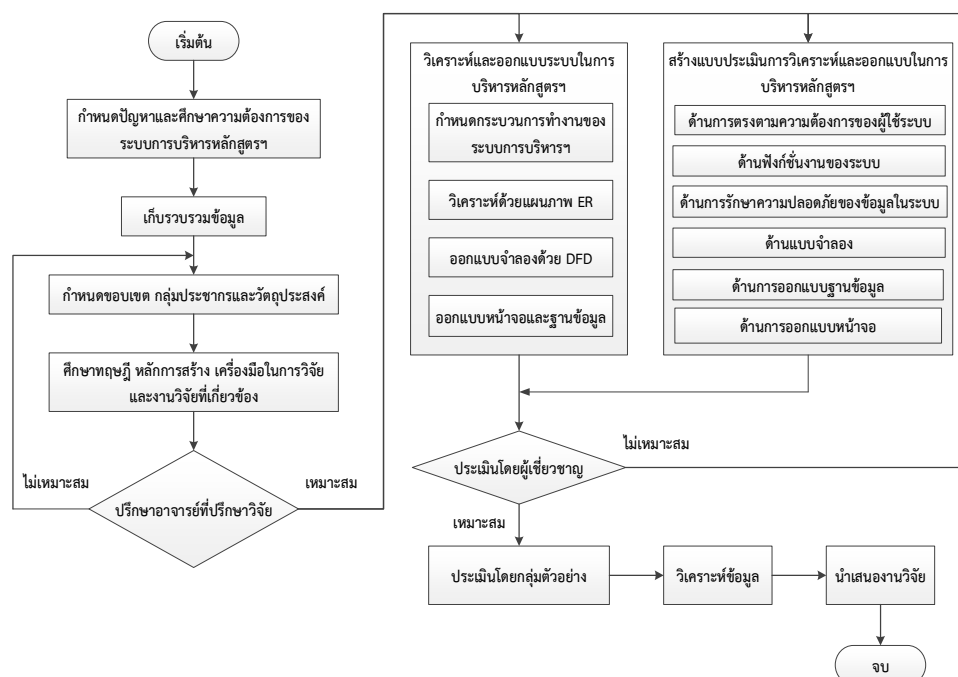 เริ่มต้น
กำหนดปัญหาและศึกษาความต้องการของ
ระบบการบริหารหลักสูตรฯ
เก็บรวบรวมข้อมูล
กำหนดขอบเขต กลุ่มประชากรและวัตถุประสงค์
ศึกษาทฤษฎี หลักการสร้าง เครื่องมือในการวิจัย
และงานวิจัยที่เกี่ยวข้อง
ไม่เหมาะสม
เหมาะสม
ปรึกษาอาจารย์ที่ปรึกษาวิจัย
วิเคราะห์และออกแบบระบบในการ
บริหารหลักสูตรฯ
กำหนดกระบวนการทำงานของ
ระบบการบริหารฯ
วิเคราะห์ด้วยแผนภาพ ER
ออกแบบจำลองด้วย DFD
ออกแบบหน้าจอและฐานข้อมูล
สร้างแบบประเมินการวิเคราะห์และออกแบบในการ
บริหารหลักสูตรฯ
ด้านการตรงตามความต้องการของผู้ใช้ระบบ
ด้านฟังก์ชั่นงานของระบบ
ด้านการรักษาความปลอดภัยของข้อมูลในระบบ
ด้านแบบจำลอง
ด้านการออกแบบฐานข้อมูล
ด้านการออกแบบหน้าจอ
ประเมินโดยผู้เชี่ยวชาญ
ไม่เหมาะสม
เหมาะสม
ประเมินโดยกลุ่มตัวอย่าง
วิเคราะห์ข้อมูล
นำเสนองานวิจัย
จบ